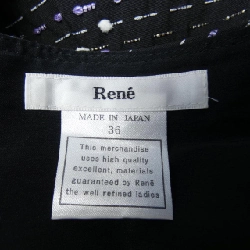 René
MADE IN JAPAN
36
This merchandise
uses high quality
excellent, materials
guaranteed by René
the well refined ladies